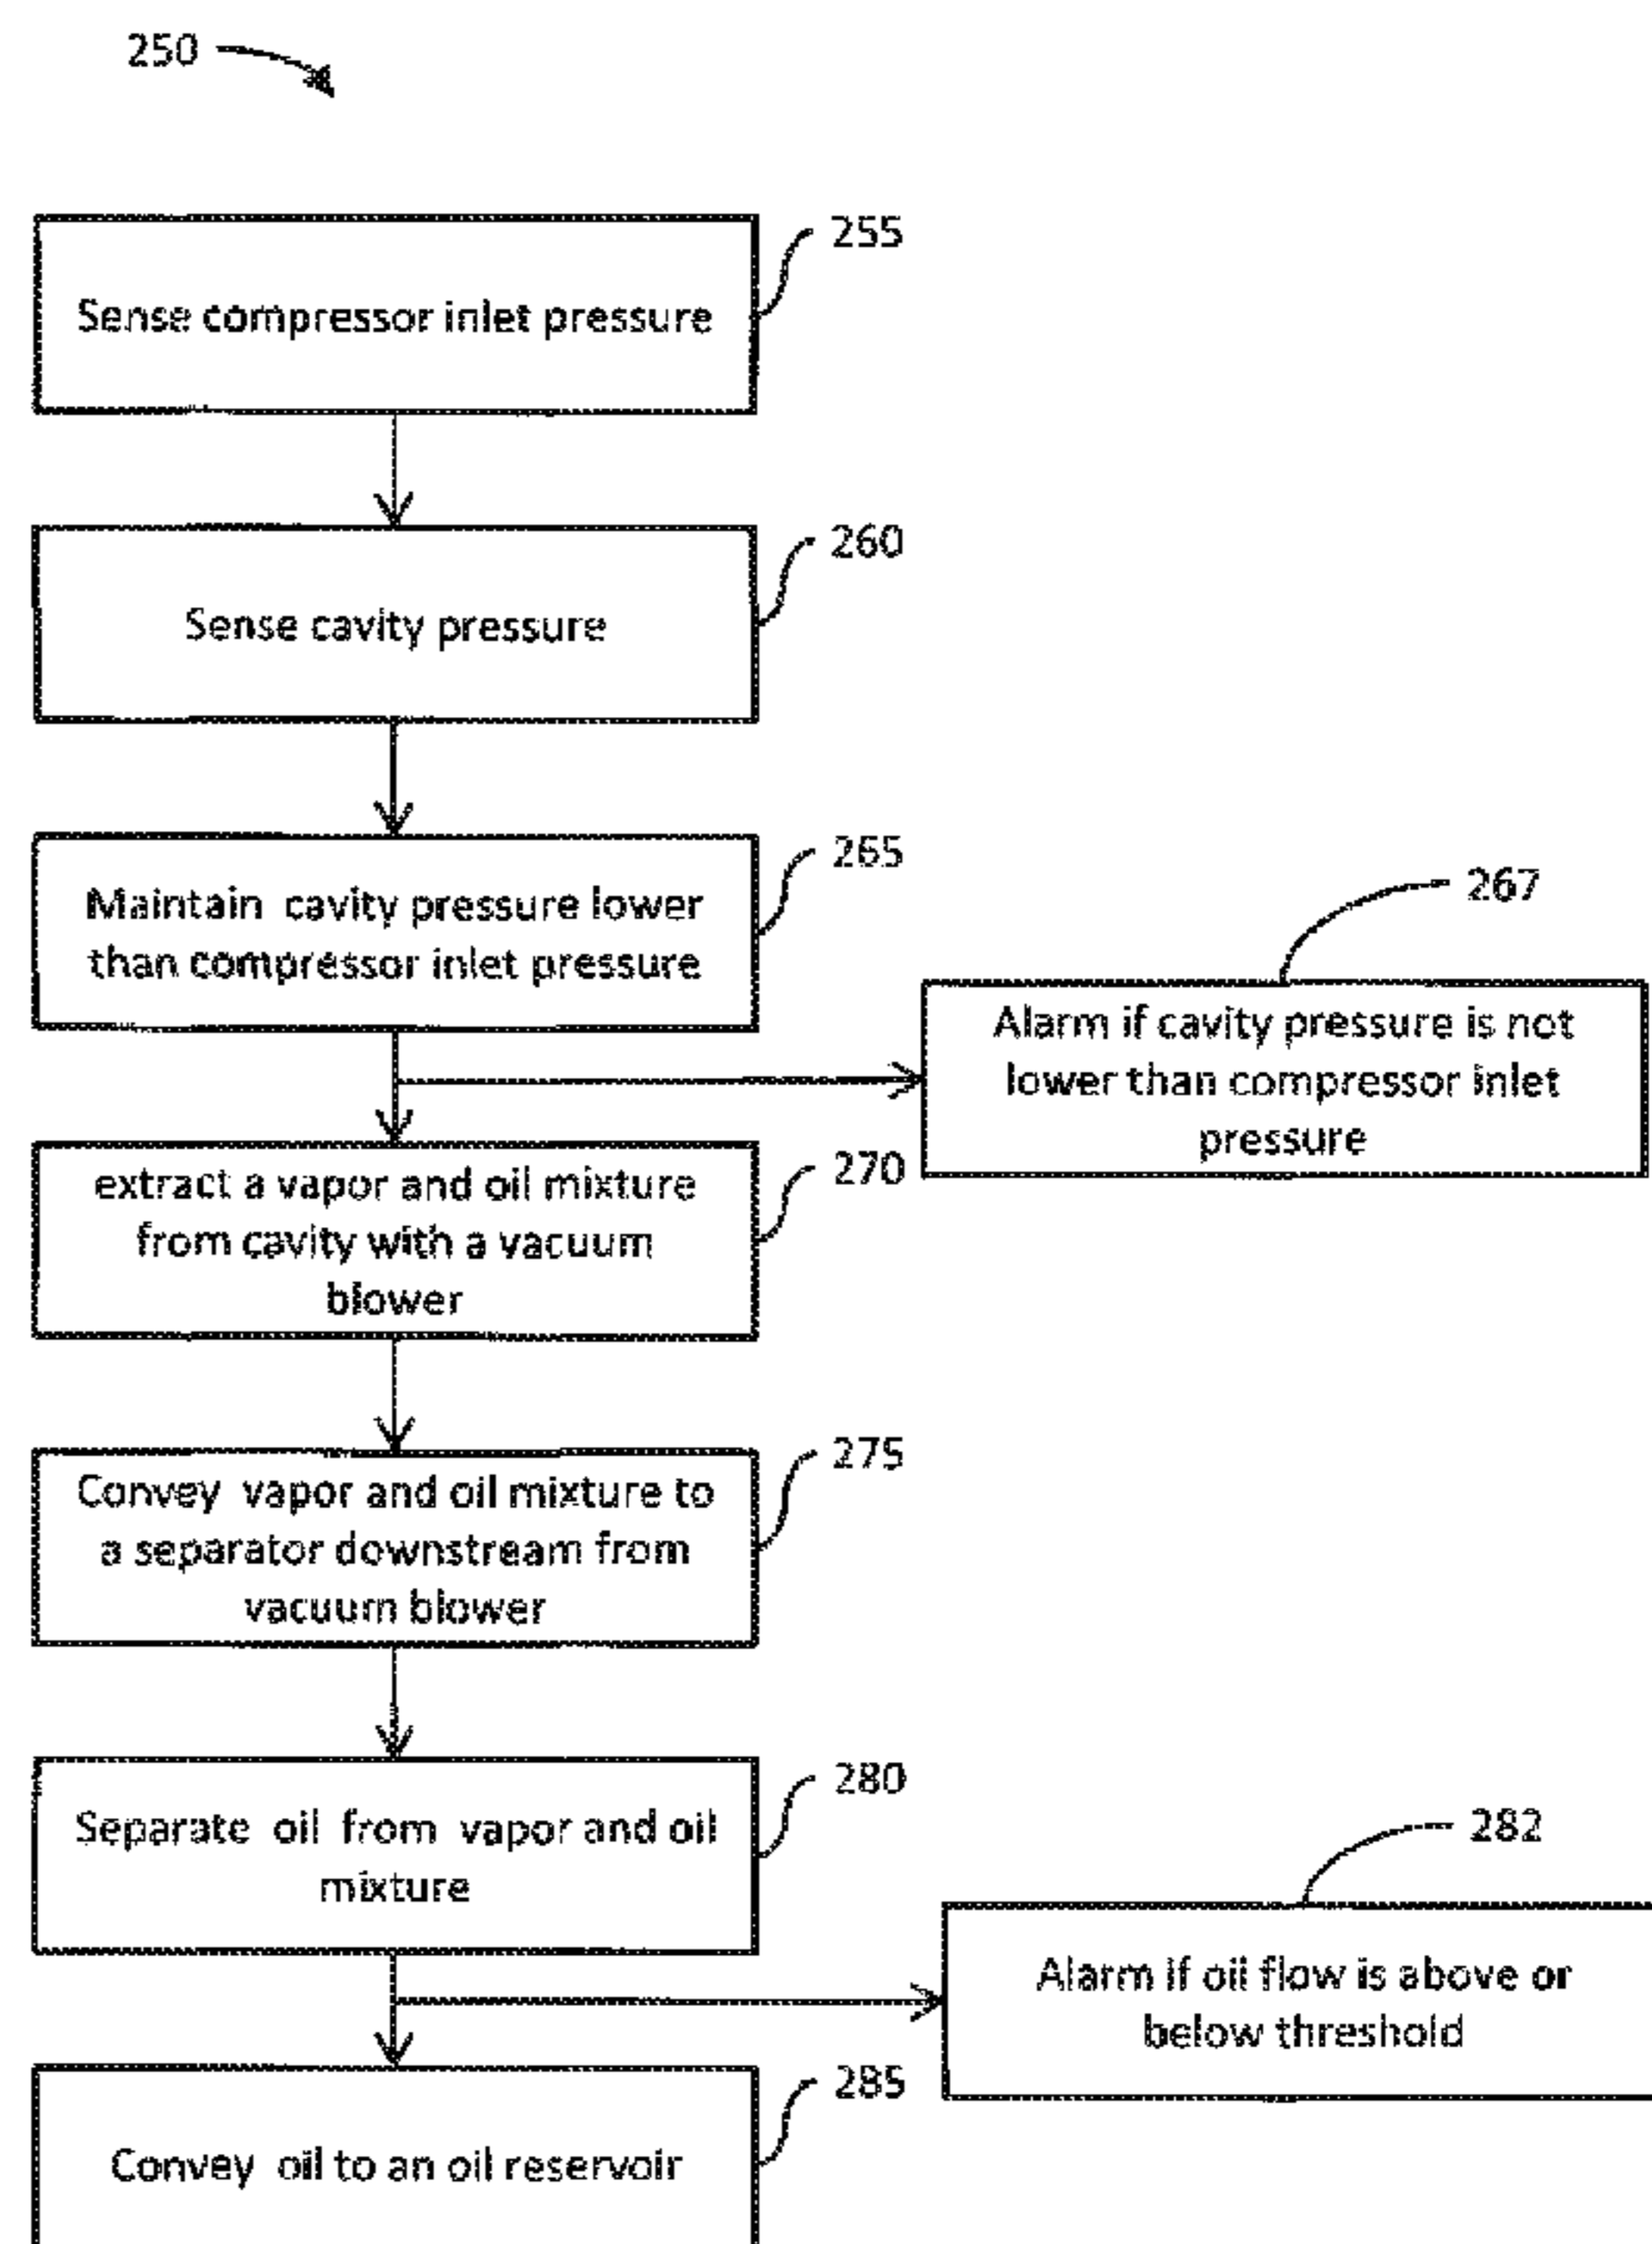 250
255
Sense compressor inlet pressure
260
Sense cavity pressure
265
Maintain cavity pressure lower
than compressor inlet pressure
267
Alarm if cavity pressure is not
lower than compressor inlet
pressure
270
extract a vapor and oil mixture
from cavity with a vacuum
blower
275
Convey vapor and oil mixture to
a separator downstream from
vacuum blower
280
Separate oil from vapor and oil
mixture
282
Alarm if oil flow is above or
below threshold
285
Convey oil to an oil reservoir